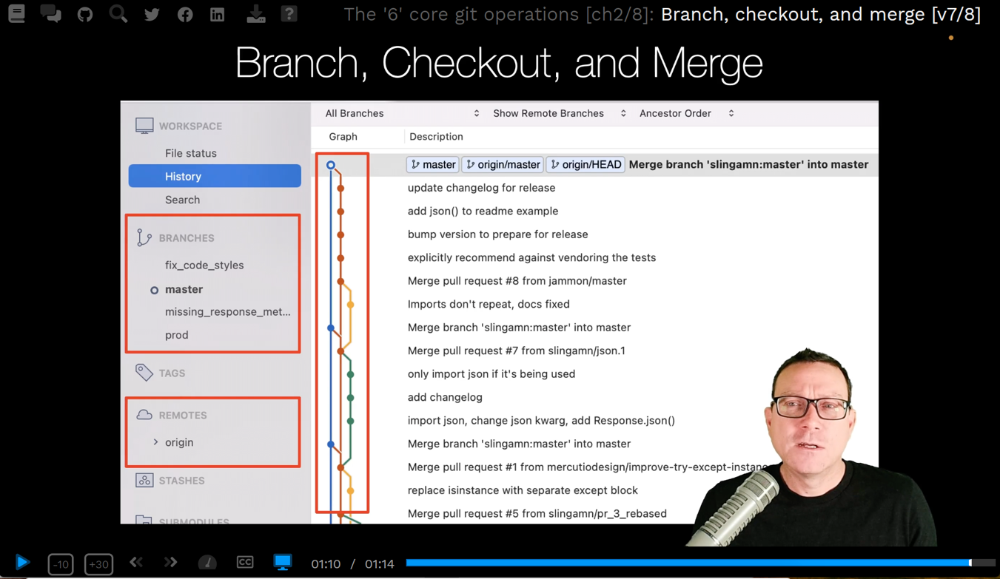 The '6' core git operations [ch2/8]: Branch, checkout, and merge [v7/8]
Branch, Checkout, and Merge
WORKSPACE
File status
History
Search
BRANCHES
fix_code_styles
master
missing_response_met...
prod
TAGS
REMOTES
origin
STASHES
SUBMODULES
All Branches Show Remote Branches Ancestor Order
Graph Description
master origin/master origin/HEAD Merge branch 'slingamn:master' into master
update changelog for release
add json() to readme example
bump version to prepare for release
explicitly recommend against vendoring the tests
Merge pull request #8 from jammon/master
Imports don't repeat, docs fixed
Merge branch 'slingamn:master' into master
Merge pull request #7 from slingamn/json.1
only import json if it's being used
add changelog
import json, change json kwarg, add Response.json()
Merge branch 'slingamn:master' into master
Merge pull request #1 from mercutiodesign/improve-try-except-instanc
replace isinstance with separate except block
Merge pull request #5 from slingamn/pr_3_rebased
-10 +30 CC 01:10 / 01:14